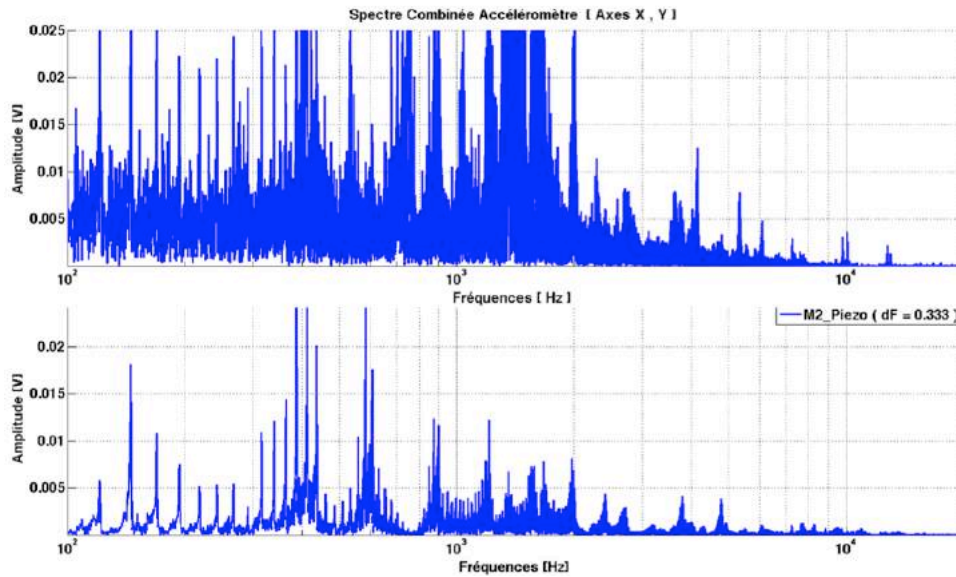 Spectre Combinée Accéléromètre [ Axes X , Y ]
Amplitude [V]
0.025
0.02
0.015
0.01
0.005
10^2
10^3
10^4
Fréquences [ Hz ]
M2_Piezo ( dF = 0.333 )
Amplitude [V]
0.02
0.015
0.01
0.005
10^2
10^3
10^4
Fréquences [Hz]